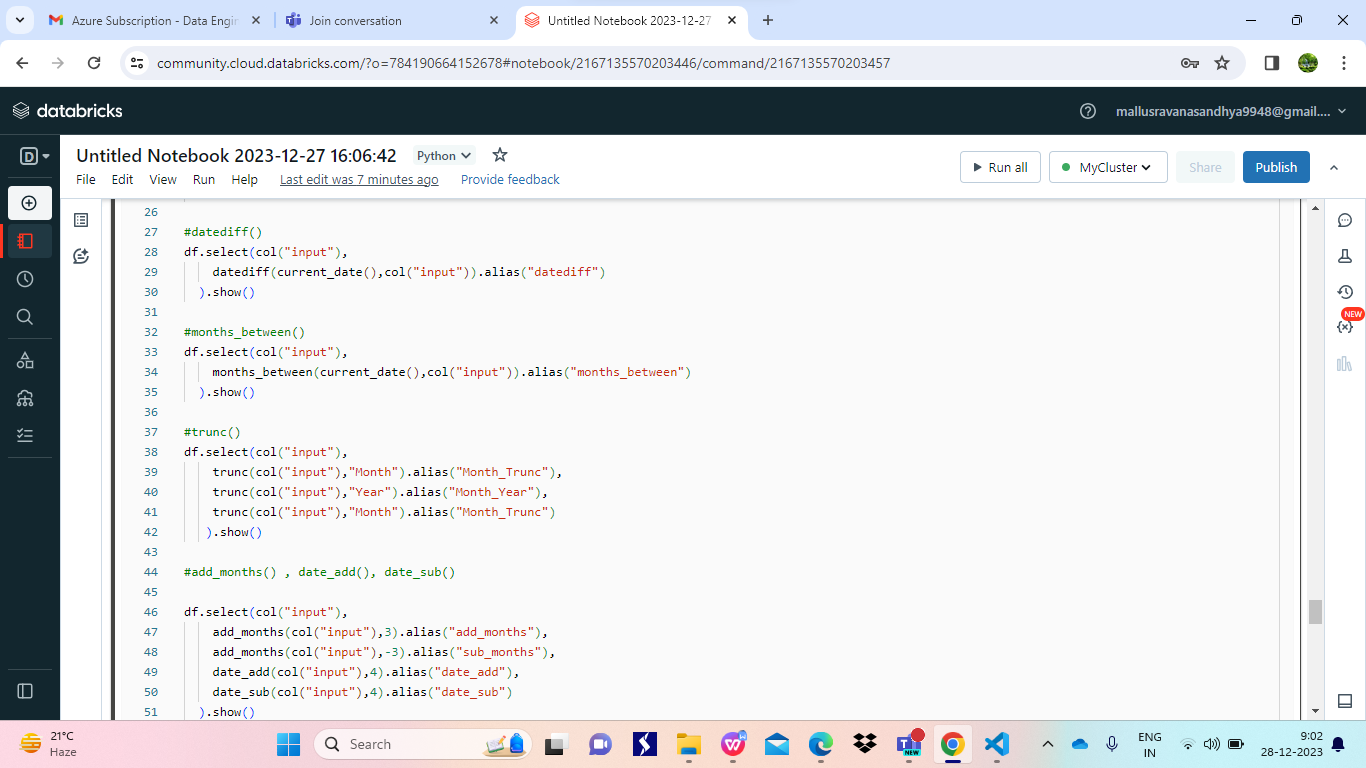 Azure Subscription - Data Engin
Join conversation
Untitled Notebook 2023-12-27
community.cloud.databricks.com/?o=784190664152678#notebook/2167135570203446/command/2167135570203457
databricks
mallusravanasandhya9948@gmail....
D
Untitled Notebook 2023-12-27 16:06:42
Python
File Edit View Run Help Last edit was 7 minutes ago Provide feedback
Run all
MyCluster
Share
Publish
NEW
26
27 #datediff()
28 df.select(col("input"),
29 datediff(current_date(),col("input")).alias("datediff")
30 ).show()
31
32 #months_between()
33 df.select(col("input"),
34 months_between(current_date(),col("input")).alias("months_between")
35 ).show()
36
37 #trunc()
38 df.select(col("input"),
39 trunc(col("input"),"Month").alias("Month_Trunc"),
40 trunc(col("input"),"Year").alias("Month_Year"),
41 trunc(col("input"),"Month").alias("Month_Trunc")
42 ).show()
43
44 #add_months() , date_add(), date_sub()
45
46 df.select(col("input"),
47 add_months(col("input"),3).alias("add_months"),
48 add_months(col("input"),-3).alias("sub_months"),
49 date_add(col("input"),4).alias("date_add"),
50 date_sub(col("input"),4).alias("date_sub")
51 ).show()
21°C
Haze
Search
NEW
ENG
IN
9:02
28-12-2023